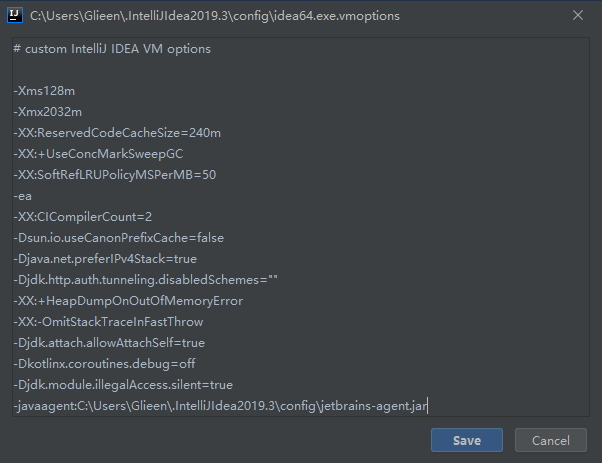 IJ
C:\Users\Glieen\.IntelliJIdea2019.3\config\idea64.exe.vmoptions
# custom IntelliJ IDEA VM options
-Xms128m
-Xmx2032m
-XX:ReservedCodeCacheSize=240m
-XX:+UseConcMarkSweepGC
-XX:SoftRefLRUPolicyMSPerMB=50
-ea
-XX:CICompilerCount=2
-Dsun.io.useCanonPrefixCache=false
-Djava.net.preferIPv4Stack=true
-Djdk.http.auth.tunneling.disabledSchemes=""
-XX:+HeapDumpOnOutOfMemoryError
-XX:-OmitStackTraceInFastThrow
-Djdk.attach.allowAttachSelf=true
-Dkotlinx.coroutines.debug=off
-Djdk.module.illegalAccess.silent=true
-javaagent:C:\Users\Glieen\.IntelliJIdea2019.3\config\jetbrains-agent.jar
Save Cancel